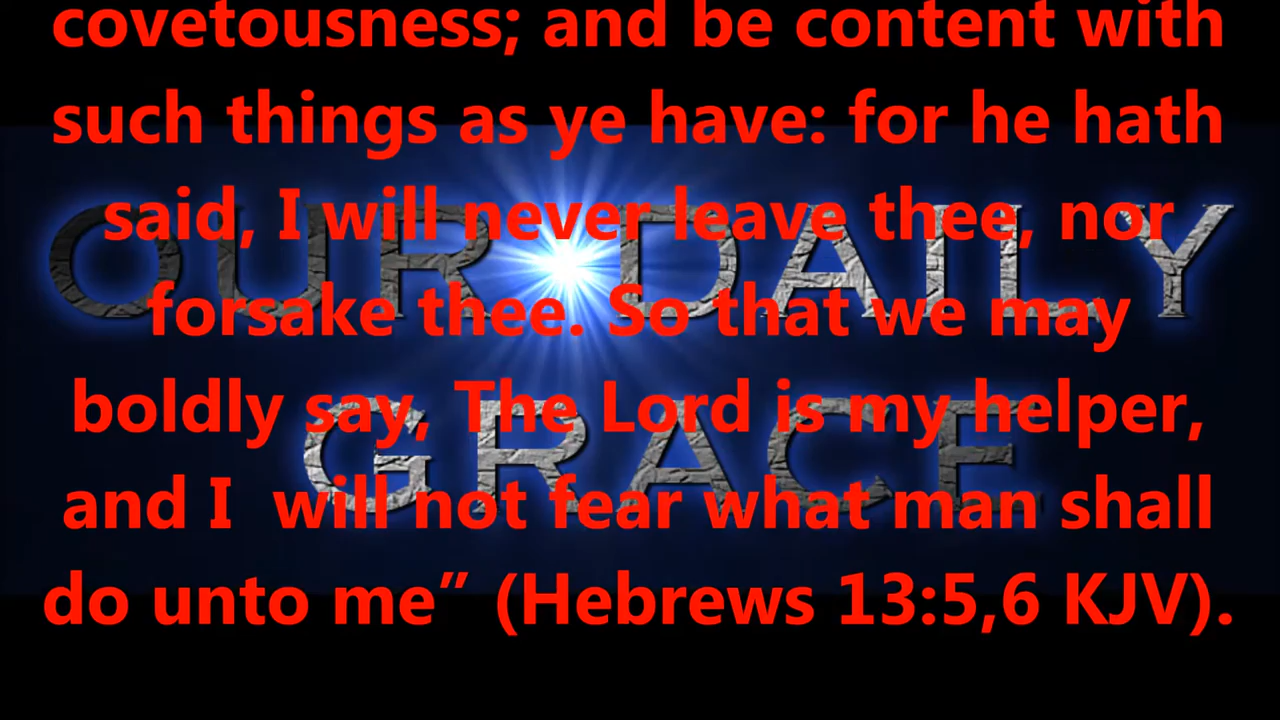 covetousness; and be content with
such things as ye have: for he hath
said, I will never leave thee, nor
forsake thee. So that we may
boldly say, The Lord is my helper,
and I  will not fear what man shall
do unto me” (Hebrews 13:5,6 KJV).
OUR DAILY
GRACE